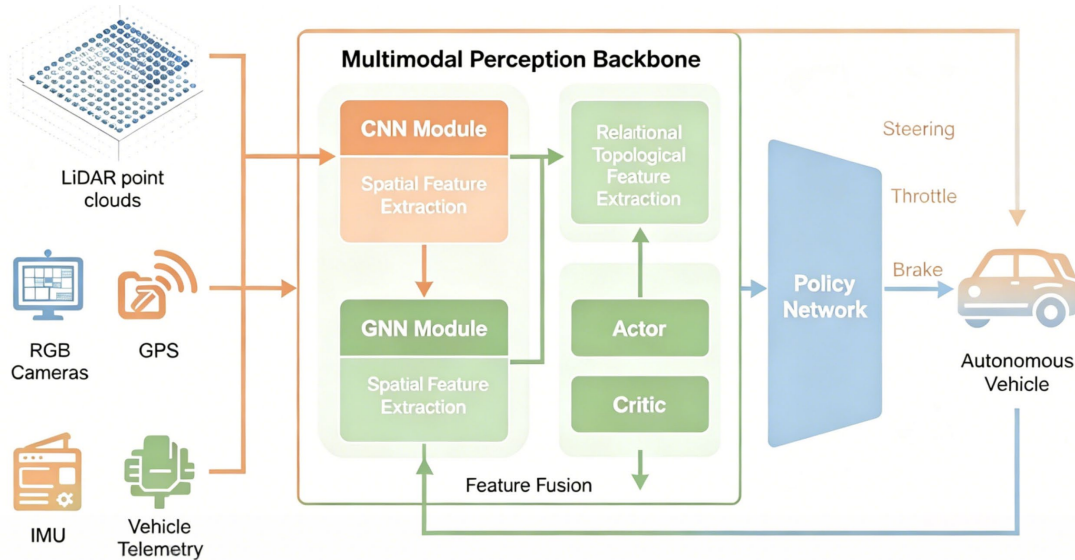 Multimodal Perception Backbone
LiDAR point
clouds
RGB
Cameras
GPS
IMU
Vehicle
Telemetry
CNN Module
Spatial Feature
Extraction
GNN Module
Spatial Feature
Extraction
Relaitional
Topological
Feature
Extraction
Actor
Critic
Feature Fusion
Policy
Network
Steering
Throttle
Brake
Autonomous
Vehicle